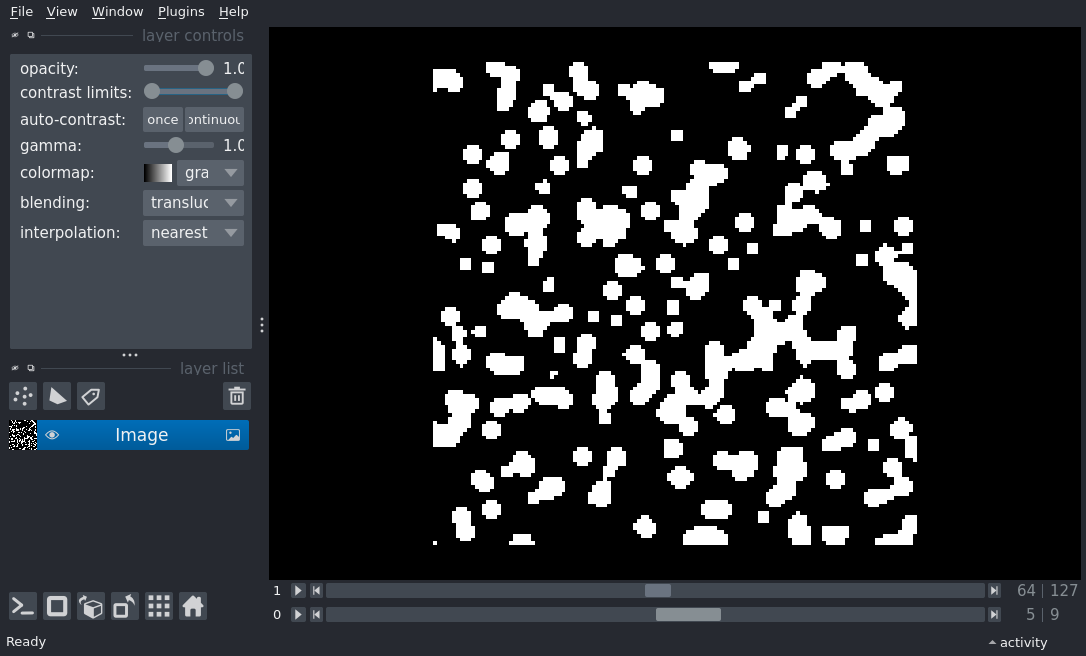 File View Window Plugins Help
layer controls
opacity: 1.0
contrast limits:
auto-contrast: once ontinuou
gamma: 1.0
colormap: gra
blending: transluc
interpolation: nearest
layer list
Image
1 64 | 127
0 5 | 9
Ready activity